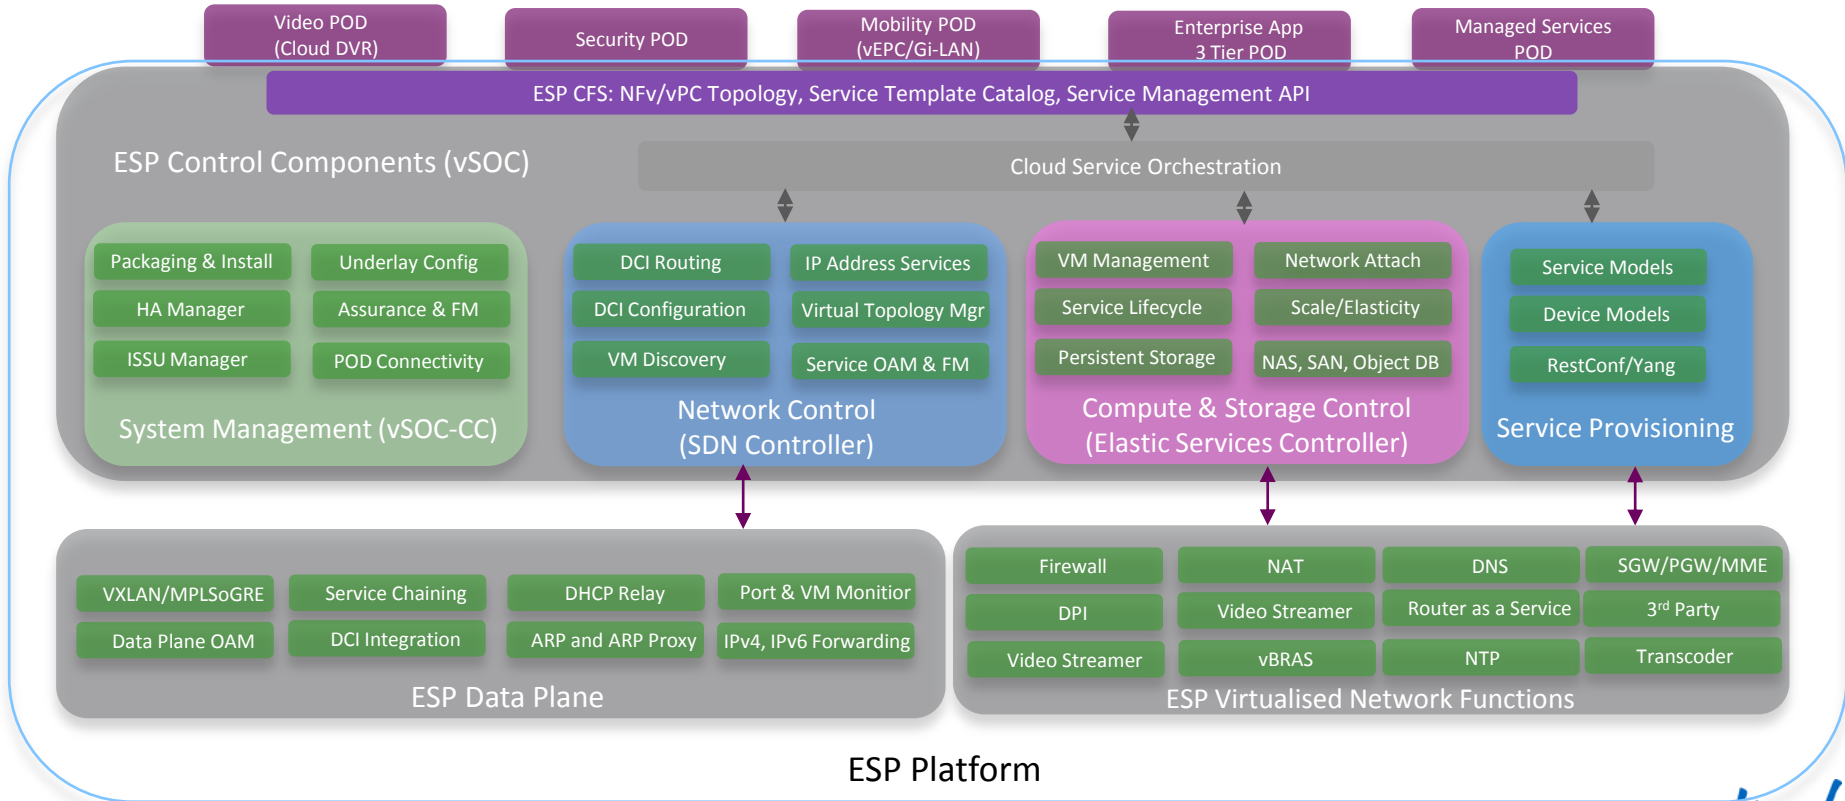 Video POD
(Cloud DVR)
Security POD
Mobility POD
(vEPC/Gi-LAN)
Enterprise App
3 Tier POD
Managed Services
POD
ESP CFS: NFv/vPC Topology, Service Template Catalog, Service Management API
ESP Control Components (vSOC)
Cloud Service Orchestration
Packaging & Install
Underlay Config
HA Manager
Assurance & FM
ISSU Manager
POD Connectivity
System Management (vSOC-CC)
DCI Routing
IP Address Services
DCI Configuration
Virtual Topology Mgr
VM Discovery
Service OAM & FM
Network Control
(SDN Controller)
VM Management
Network Attach
Service Lifecycle
Scale/Elasticity
Persistent Storage
NAS, SAN, Object DB
Compute & Storage Control
(Elastic Services Controller)
Service Models
Device Models
RestConf/Yang
Service Provisioning
VXLAN/MPLSoGRE
Service Chaining
DHCP Relay
Port & VM Monitior
Data Plane OAM
DCI Integration
ARP and ARP Proxy
IPv4, IPv6 Forwarding
ESP Data Plane
Firewall
NAT
DNS
SGW/PGW/MME
DPI
Video Streamer
Router as a Service
3rd Party
Video Streamer
vBRAS
NTP
Transcoder
ESP Virtualised Network Functions
ESP Platform